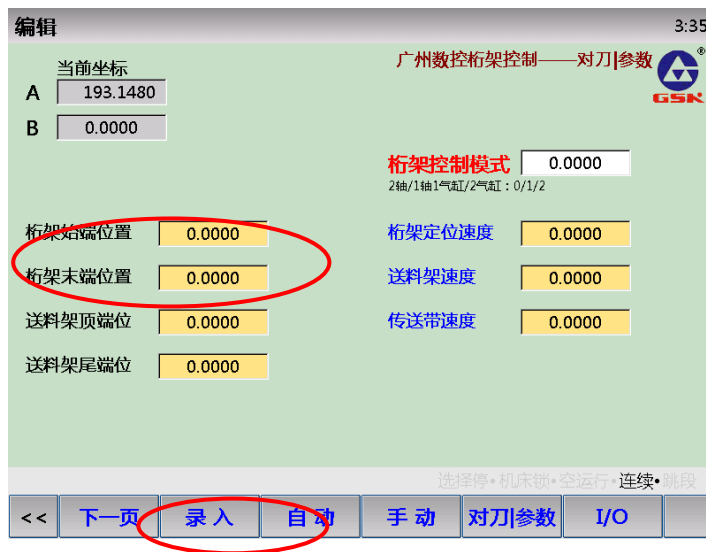 编辑 3:35
当前坐标
广州数控桁架控制——对刀|参数
GSK®
A 193.1480
B 0.0000
桁架控制模式 0.0000
2轴/1轴1气缸/2气缸：0/1/2
桁架始端位置 0.0000 桁架定位速度 0.0000
桁架末端位置 0.0000 送料架速度 0.0000
送料架顶端位 0.0000 传送带速度 0.0000
送料架尾端位 0.0000
选择停•机床锁•空运行•连续•跳段
<< 下一页 录入 自动 手动 对刀|参数 I/O